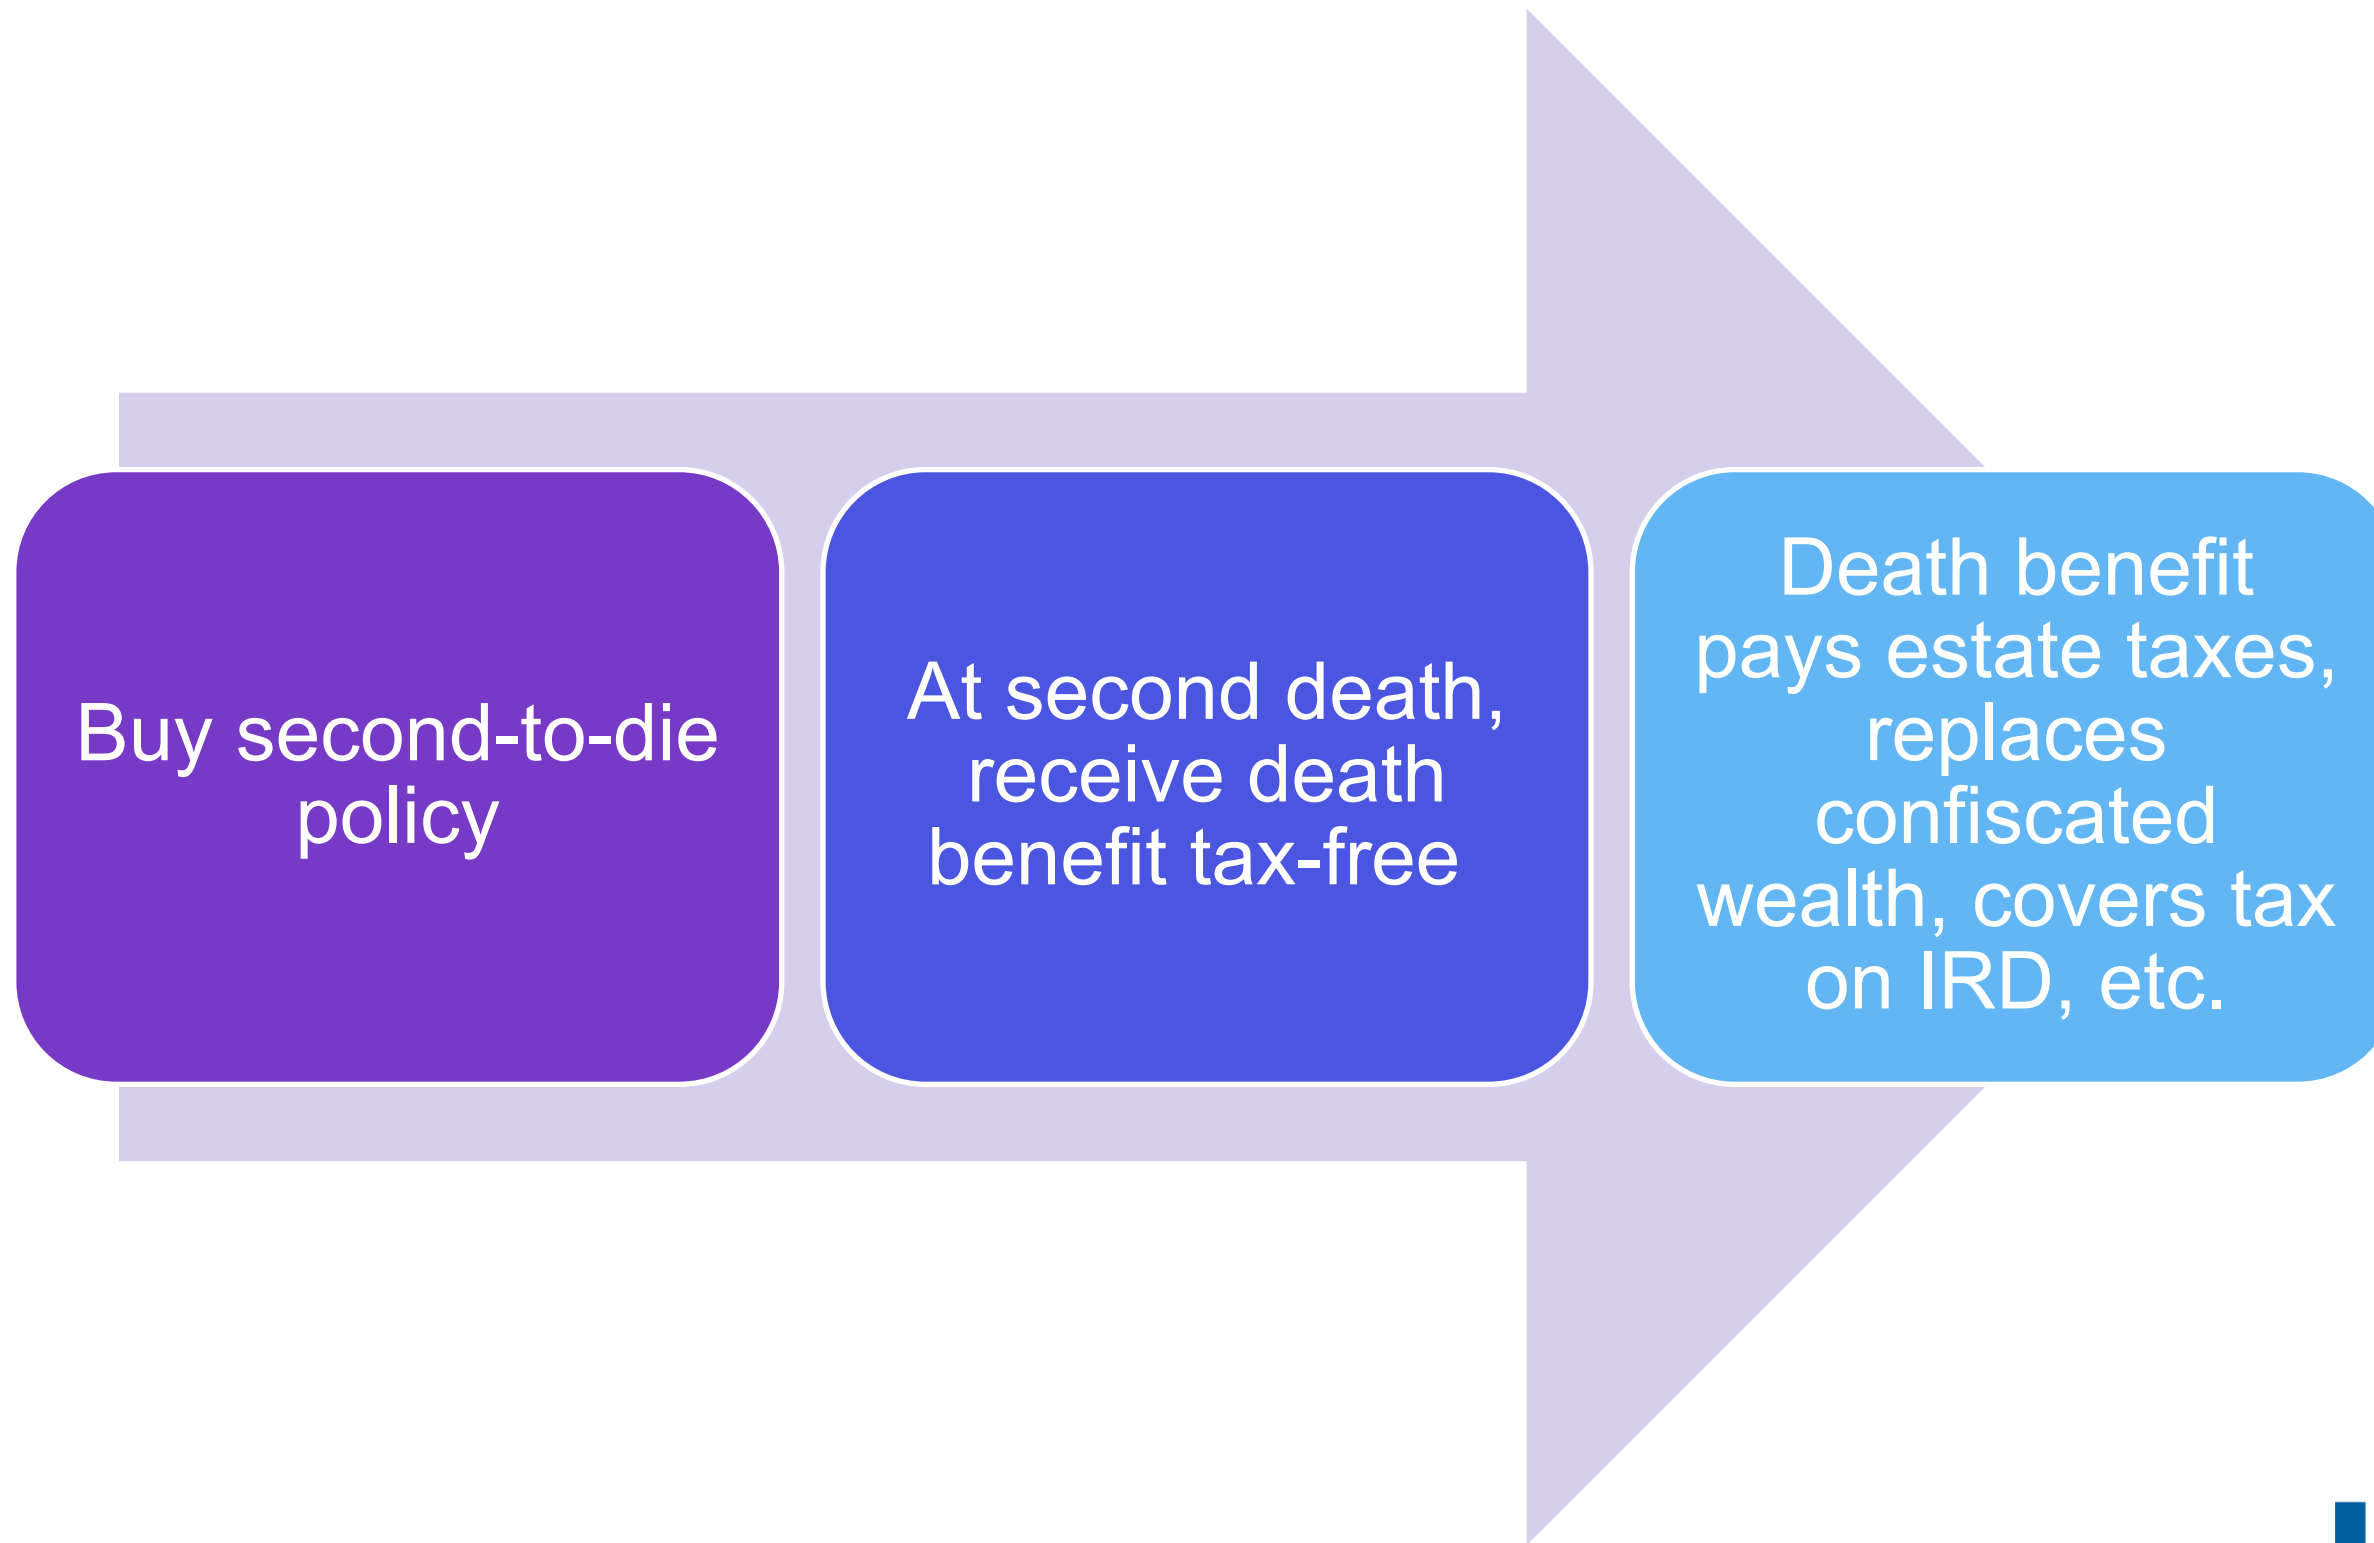 Buy second-to-die
policy
At second death,
receive death
benefit tax-free
Death benefit
pays estate taxes,
replaces
confiscated
wealth, covers tax
on IRD, etc.